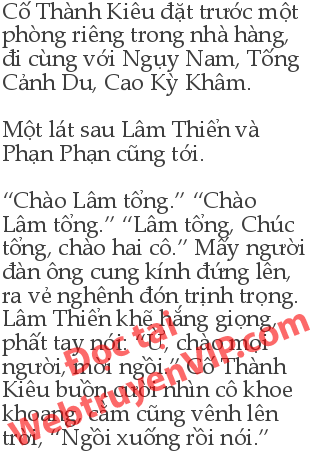 Cố Thành Kiêu đặt trước một
phòng riêng trong nhà hàng,
đi cùng với Ngụy Nam, Tống
Cảnh Du, Cao Kỳ Khâm.
Một lát sau Lâm Thiển và
Phạn Phạn cũng tới.
“Chào Lâm tổng.” “Chào
Lâm tổng.” “Lâm tổng, Chúc
tổng, chào hai cô.” Mấy người
đàn ông cung kính đứng lên,
ra vẻ nghênh đón trịnh trọng.
Lâm Thiển khẽ hắng giọng,
phất tay nói: “Ừ, chào mọi
người, mời ngồi.” Cố Thành
Kiêu buồn cười nhìn cô khoe
khoang, cằm cũng vênh lên
trời, “Ngồi xuống rồi nói.”
Đọc tại
WebtruyenVIP.com